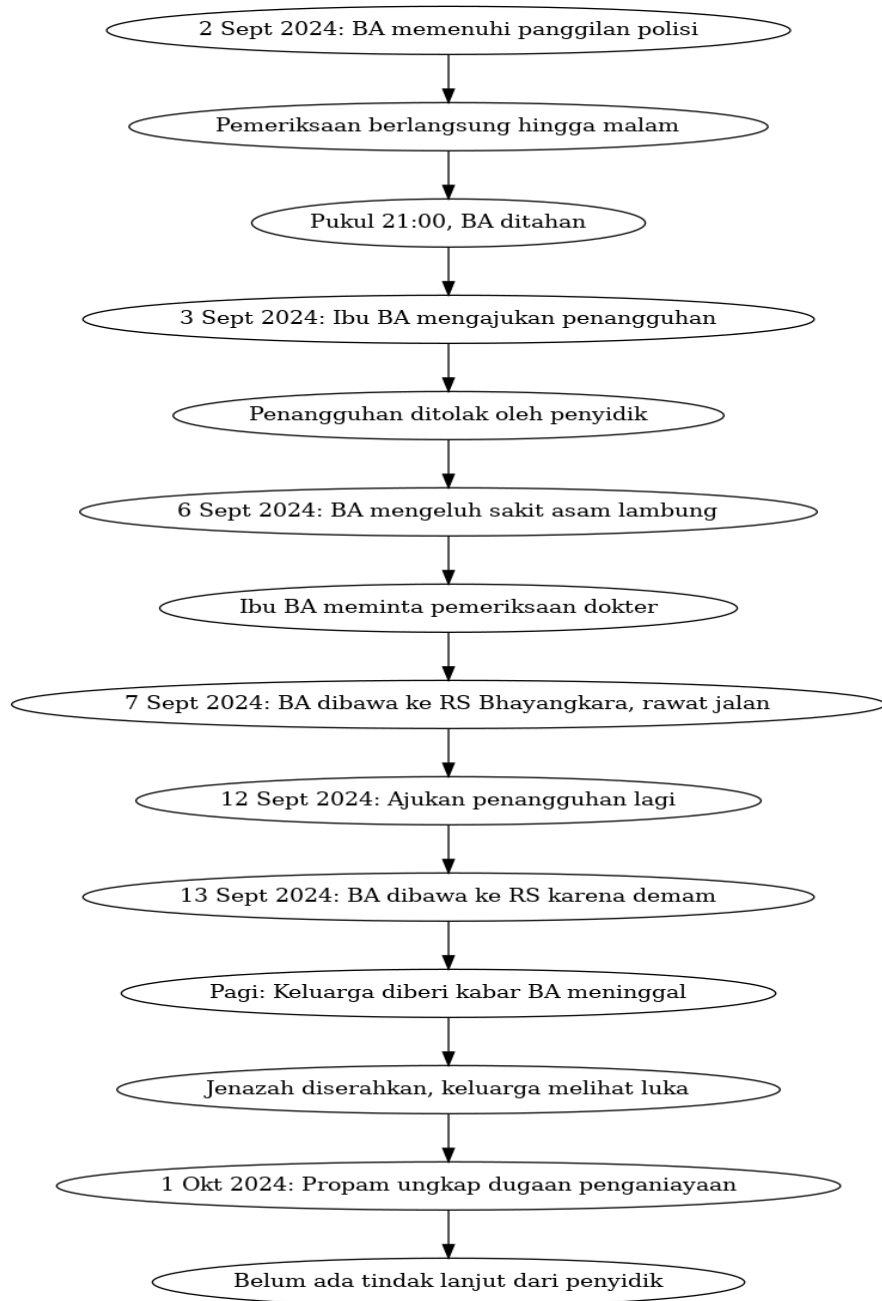 2 Sept 2024: BA memenuhi panggilan polisi
Pemeriksaan berlangsung hingga malam
Pukul 21:00, BA ditahan
3 Sept 2024: Ibu BA mengajukan penangguhan
Penangguhan ditolak oleh penyidik
6 Sept 2024: BA mengeluh sakit asam lambung
Ibu BA meminta pemeriksaan dokter
7 Sept 2024: BA dibawa ke RS Bhayangkara, rawat jalan
12 Sept 2024: Ajukan penangguhan lagi
13 Sept 2024: BA dibawa ke RS karena demam
Pagi: Keluarga diberi kabar BA meninggal
Jenazah diserahkan, keluarga melihat luka
1 Okt 2024: Propam ungkap dugaan penganiayaan
Belum ada tindak lanjut dari penyidik